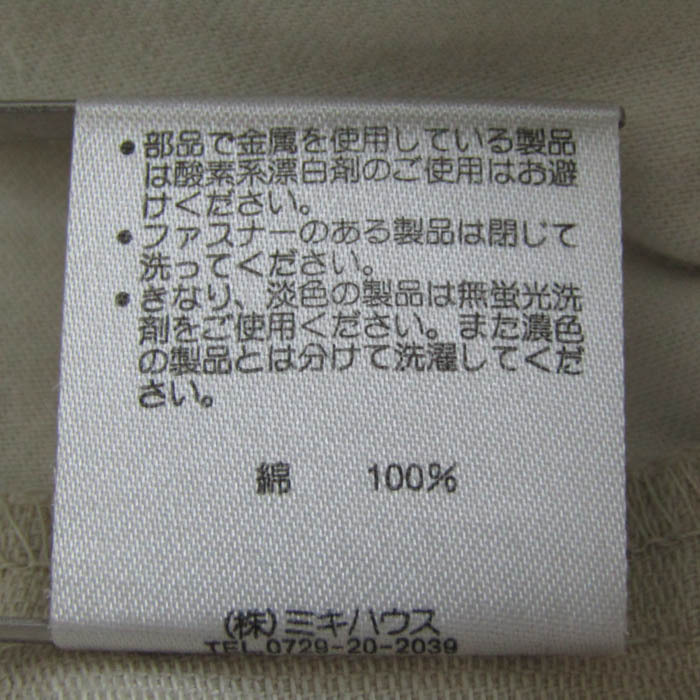 •部品で金属を使用している製品
は酸素系漂白剤のご使用はお避
けください。
•ファスナーのある製品は閉じて
洗ってください。
•きなり、淡色の製品は無蛍光洗
剤をご使用ください。また濃色
の製品とは分けて洗濯してくだ
さい。
綿 100%
(株)ミキハウス
TEL 0729-20-2039